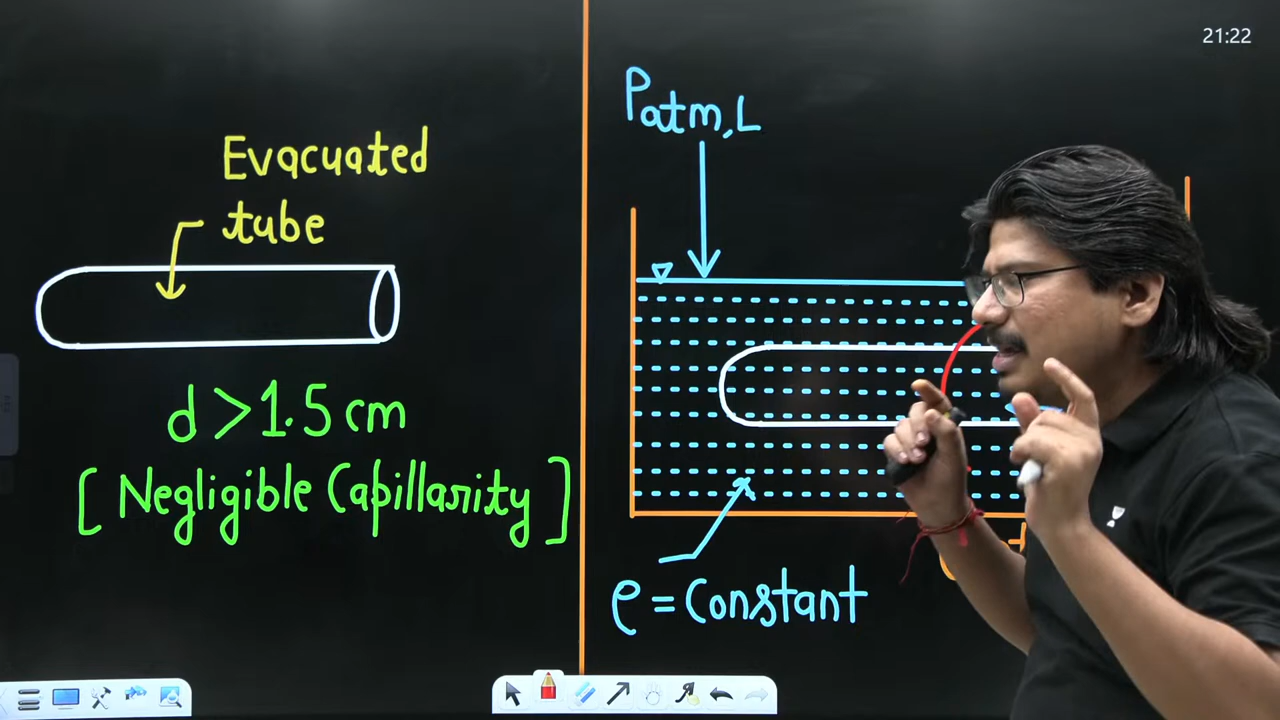 21:22
Evacuated
tube
d > 1.5 cm
[ Negligible Capillarity ]
Patm,L
ρ = Constant